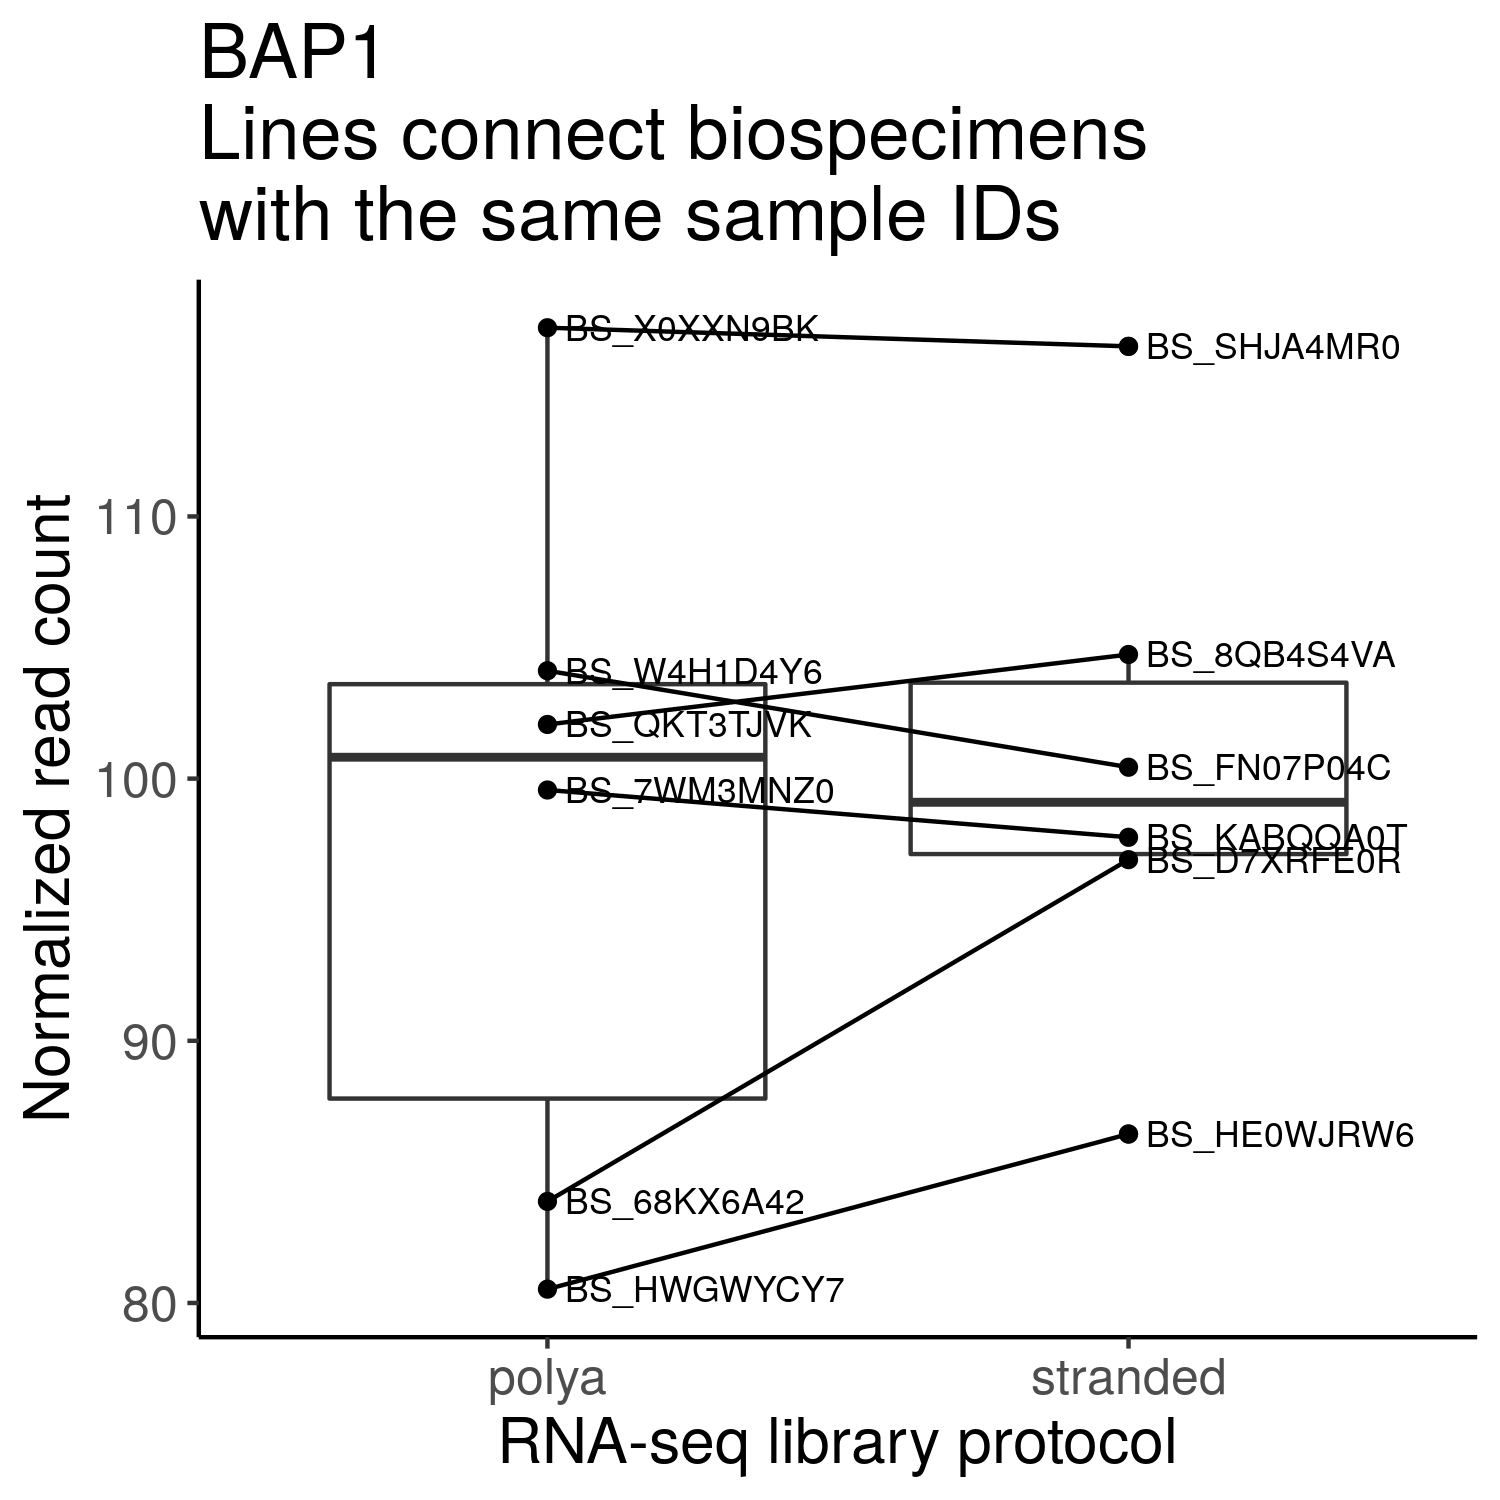 BAP1
Lines connect biospecimens
with the same sample IDs
Normalized read count
110
100
90
80
BS_X0XXN9BK
BS_SHJA4MR0
BS_W4H1D4Y6
BS_8QB4S4VA
BS_QKT3TJVK
BS_FN07P04C
BS_7WM3MNZ0
BS_KABQQA0T
BS_D7XRFE0R
BS_HE0WJRW6
BS_68KX6A42
BS_HWGWYCY7
polya
stranded
RNA-seq library protocol